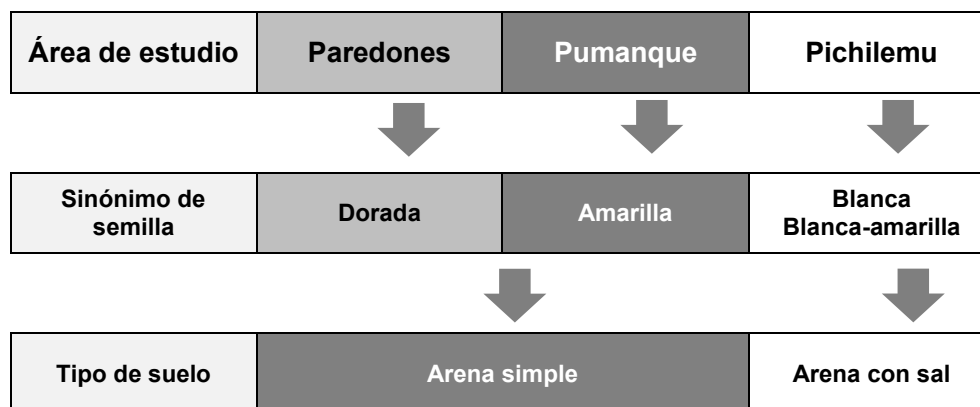 Área de estudio Paredones Pumanque Pichilemu
Sinónimo de semilla Dorada Amarilla Blanca
Blanca-amarilla
Tipo de suelo Arena simple Arena con sal